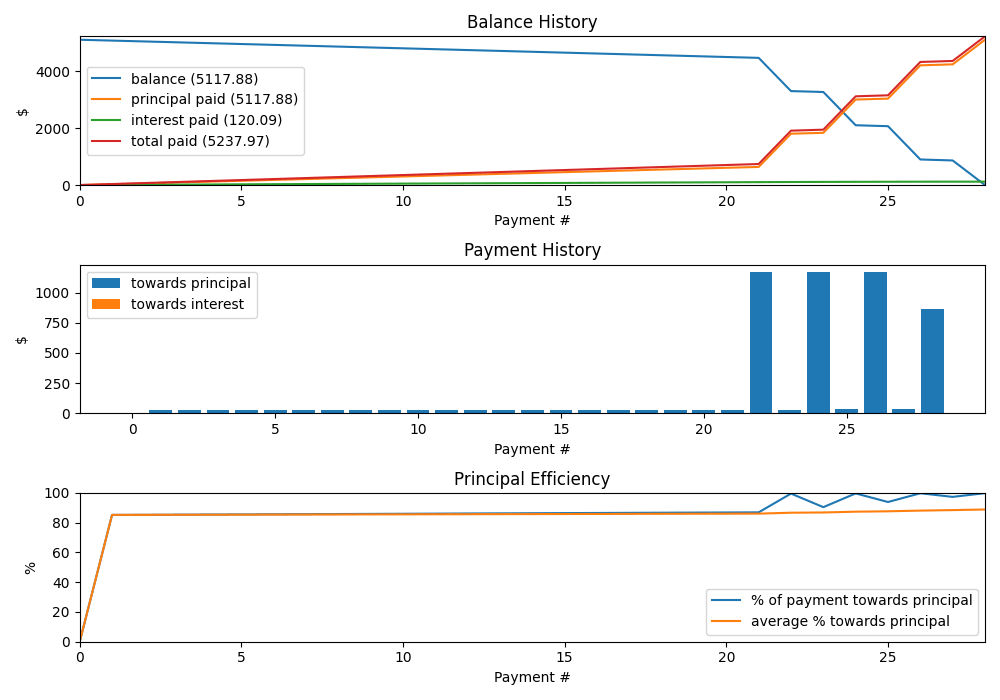 Balance History
$
4000
2000
0
balance (5117.88)
principal paid (5117.88)
interest paid (120.09)
total paid (5237.97)
0 5 10 15 20 25
Payment #
Payment History
$
1000
750
500
250
0
towards principal
towards interest
0 5 10 15 20 25
Payment #
Principal Efficiency
%
100
80
60
40
20
0
% of payment towards principal
average % towards principal
0 5 10 15 20 25
Payment #